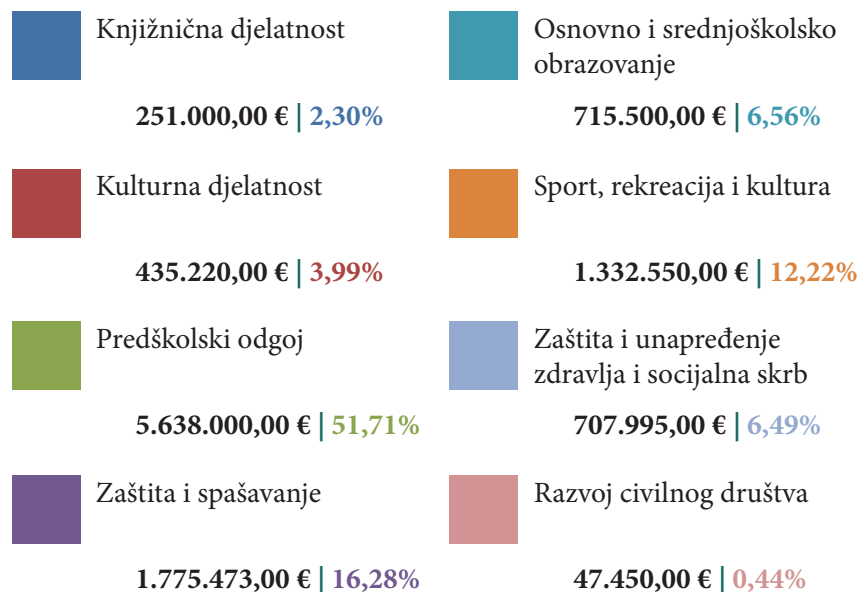 Knjižnična djelatnost
251.000,00 € | 2,30%
Kulturna djelatnost
435.220,00 € | 3,99%
Predškolski odgoj
5.638.000,00 € | 51,71%
Zaštita i spašavanje
1.775.473,00 € | 16,28%
Osnovno i srednjoškolsko
obrazovanje
715.500,00 € | 6,56%
Sport, rekreacija i kultura
1.332.550,00 € | 12,22%
Zaštita i unapređenje
zdravlja i socijalna skrb
707.995,00 € | 6,49%
Razvoj civilnog društva
47.450,00 € | 0,44%